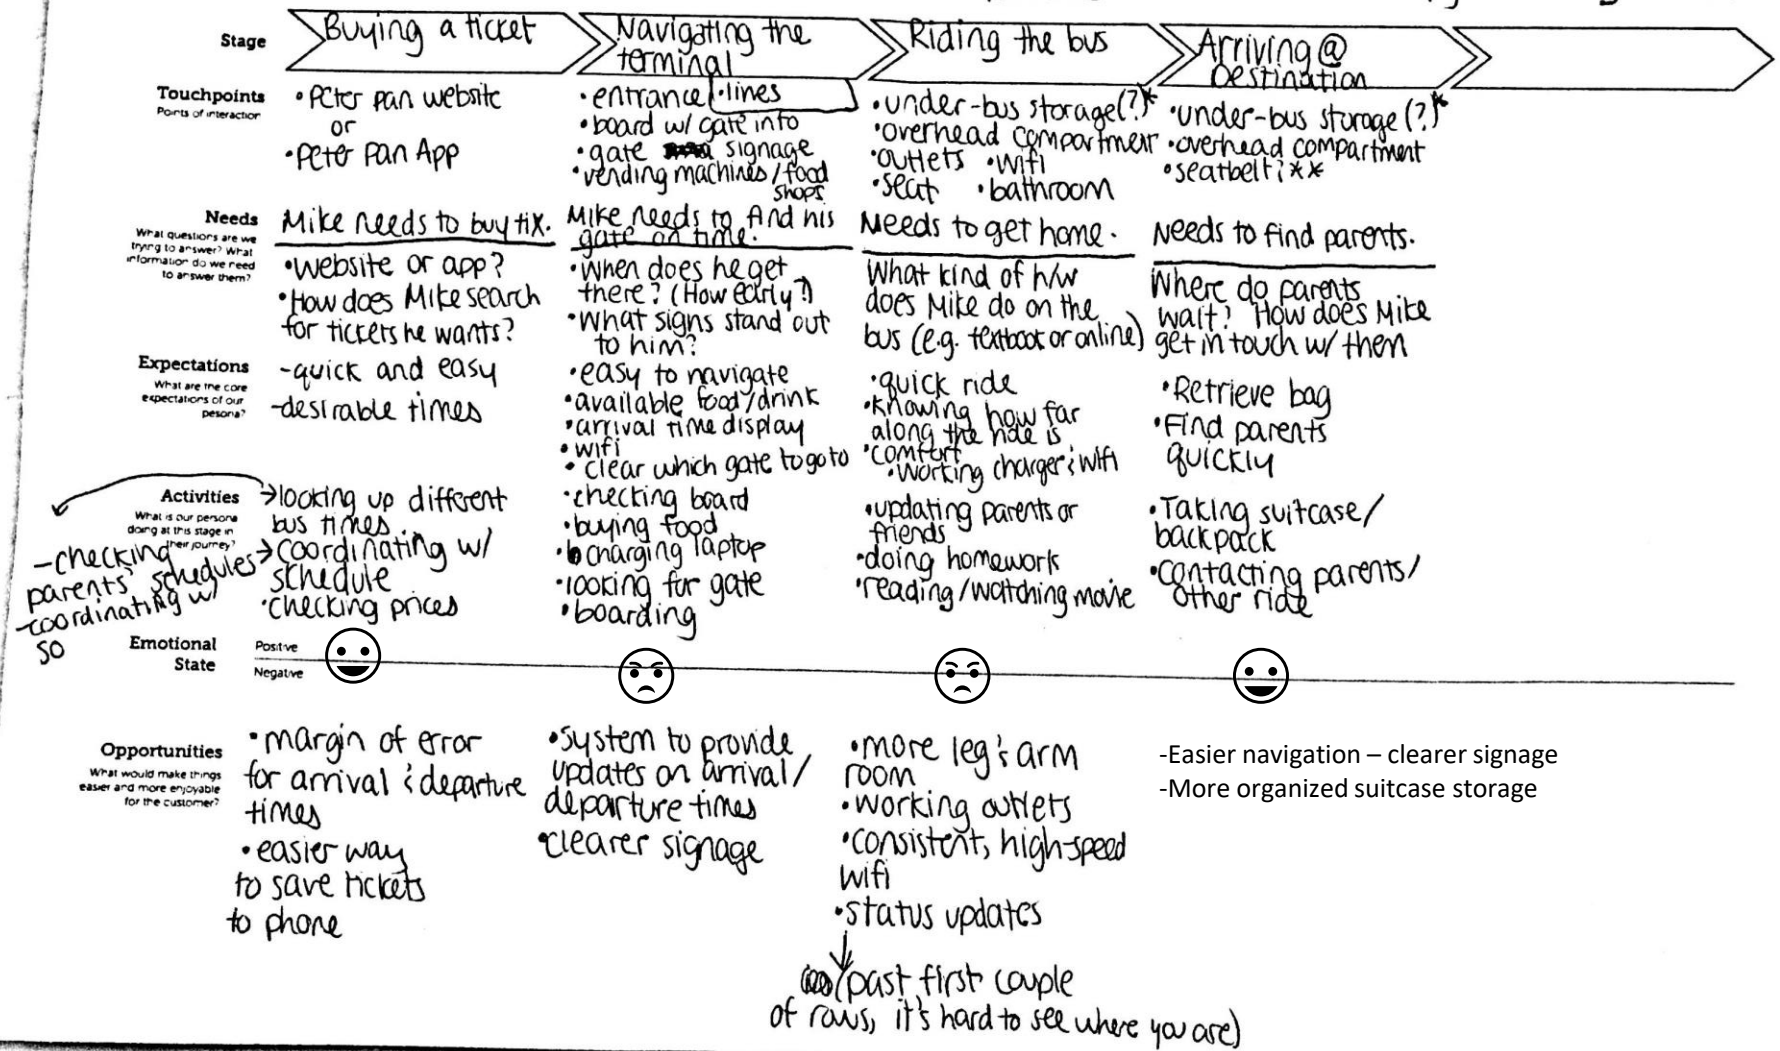 Stage
Buying a ticket
Navigating the
terminal
Riding the bus
Arriving @
Destination
Touchpoints
Points of interaction
• Peter Pan website
or
• Peter Pan App
• entrance • lines
• board w/ gate info
• gate signage
• vending machines/food
shops
• under-bus storage(?)*
• overhead compartment
• outlets • wifi
• seat • bathroom
• under-bus storage (?)*
• overhead compartment
• seatbelt? **
Needs
What questions are we
trying to answer? What
information do we need
to answer them?
Mike needs to buy tix.
• website or app?
• How does Mike search
for tickets he wants?
Mike needs to find his
gate on time.
• When does he get
there? (How early?)
• What signs stand out
to him?
Needs to get home.
What kind of h/w
does Mike do on the
bus (e.g. textbook or online)
Needs to find parents.
Where do parents
wait? How does Mike
get in touch w/ them
Expectations
What are the core
expectations of our
pesona?
- quick and easy
- desirable times
• easy to navigate
• available food/drink
• arrival time display
• wifi
• clear which gate to go to
• quick ride
• knowing how far
along the ride is
• comfort
• working charger & wifi
• Retrieve bag
• Find parents
quickly
Activities
What is our persona
doing at this stage in
their journey?
→ looking up different
bus times
→ coordinating w/
schedule
• checking prices
- checking
parents' schedules
- coordinating w/
SO
• checking board
• buying food
• charging laptop
• looking for gate
• boarding
• updating parents or
friends
• doing homework
• reading/watching movie
• Taking suitcase/
backpack
• Contacting parents/
other ride
Emotional
State
Positive
Negative
Opportunities
What would make things
easier and more enjoyable
for the customer?
• margin of error
for arrival & departure
times
• easier way
to save tickets
to phone
• system to provide
updates on arrival/
departure times
• clearer signage
• more leg & arm
room
• working outlets
• consistent, high-speed
wifi
• status updates
(past first couple
of rows, it's hard to see where you are)
-Easier navigation – clearer signage
-More organized suitcase storage